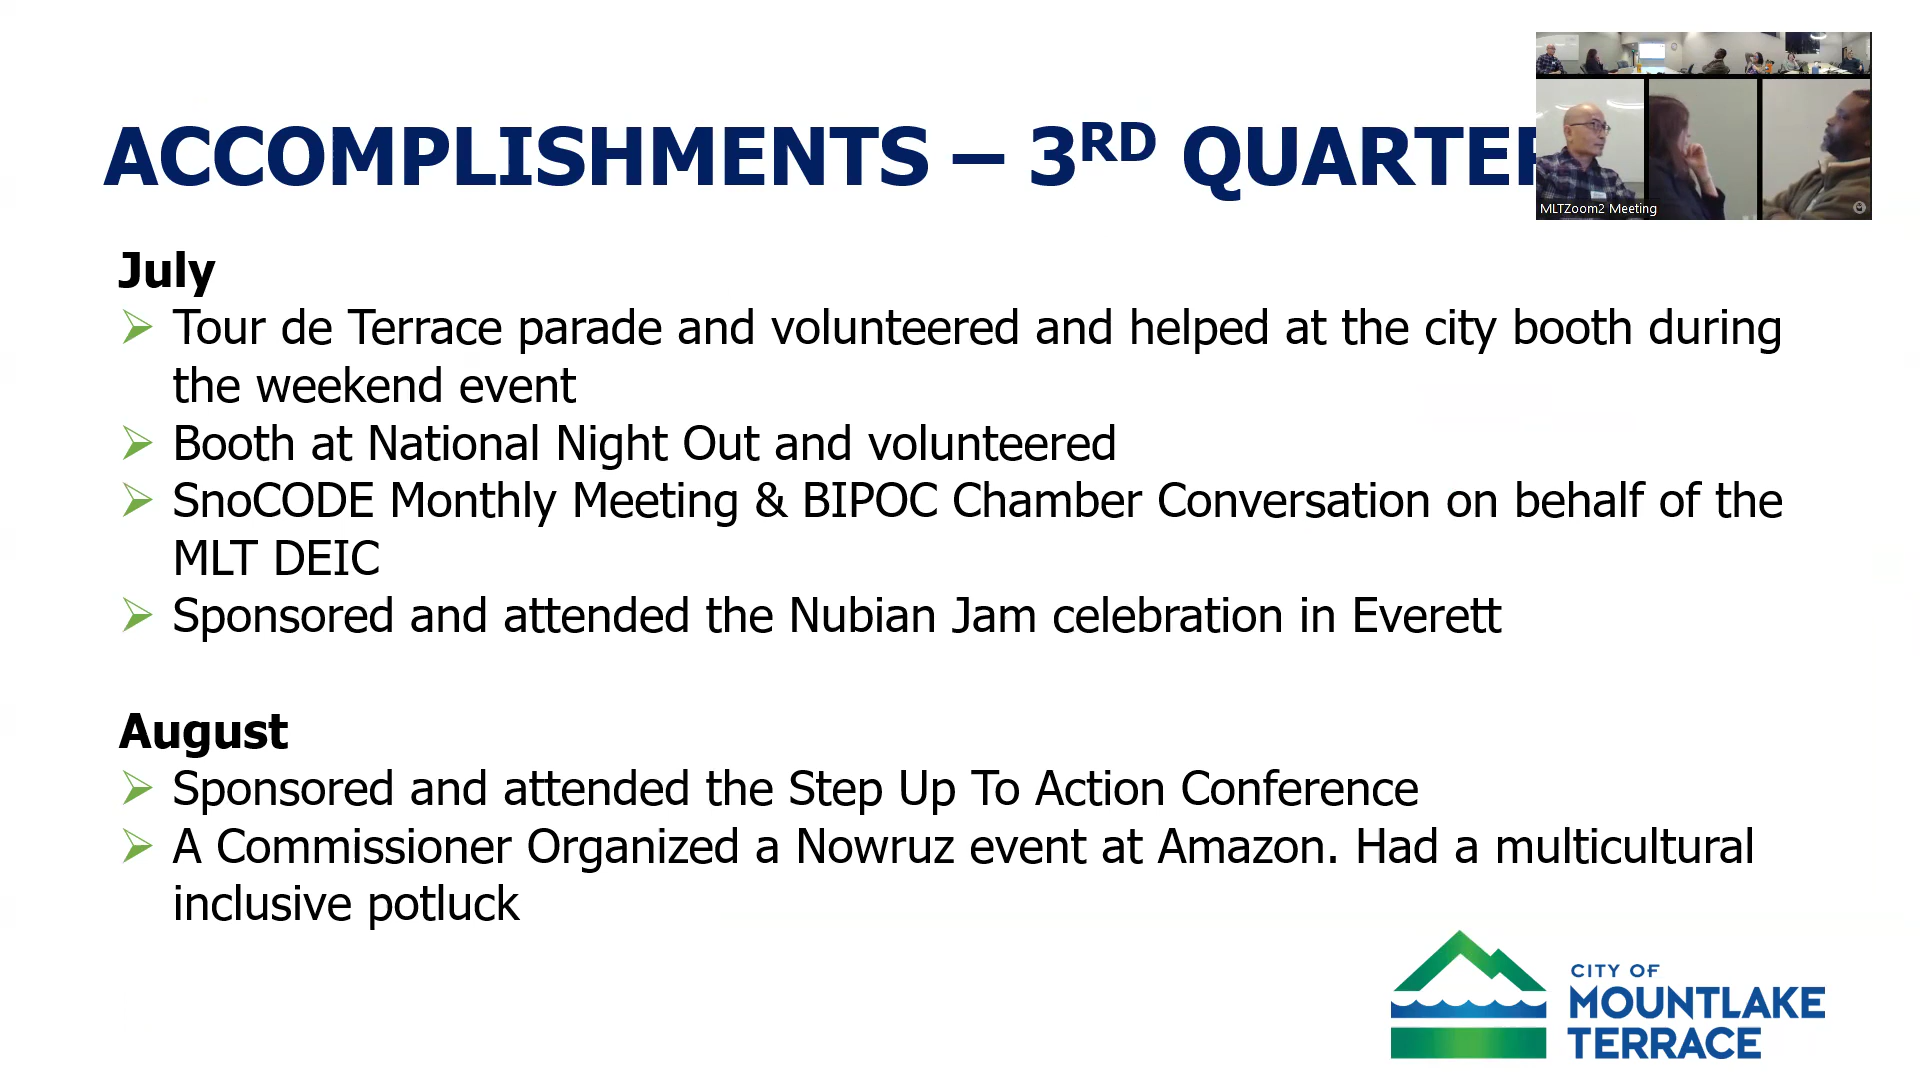 ACCOMPLISHMENTS – 3RD QUARTER
MLTZoom2 Meeting
July
Tour de Terrace parade and volunteered and helped at the city booth during
the weekend event
Booth at National Night Out and volunteered
SnoCODE Monthly Meeting & BIPOC Chamber Conversation on behalf of the
MLT DEIC
Sponsored and attended the Nubian Jam celebration in Everett
August
Sponsored and attended the Step Up To Action Conference
A Commissioner Organized a Nowruz event at Amazon. Had a multicultural
inclusive potluck
CITY OF
MOUNTLAKE
TERRACE